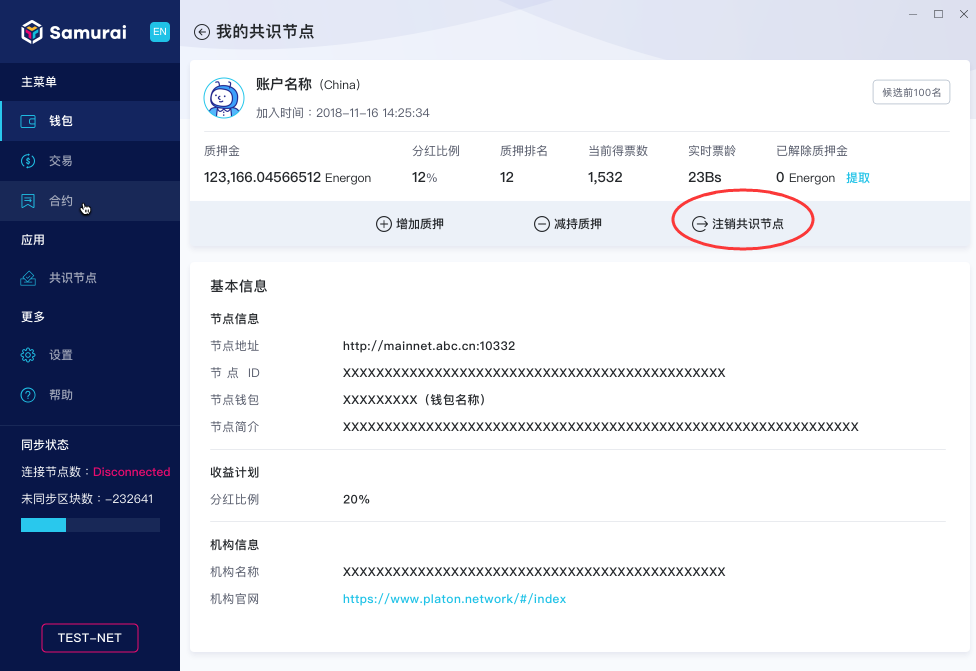 Samurai EN
主菜单
钱包
交易
合约
应用
共识节点
更多
设置
帮助
同步状态
连接节点数：Disconnected
未同步区块数：-232641
TEST-NET
我的共识节点
账户名称（China）
加入时间：2018-11-16 14:25:34
候选前100名
质押金 分红比例 质押排名 当前得票数 实时票龄 已解除质押金
123,166.04566512 Energon 12% 12 1,532 23Bs 0 Energon 提取
增加质押 减持质押 注销共识节点
基本信息
节点信息
节点地址 http://mainnet.abc.cn:10332
节 点 ID XXXXXXXXXXXXXXXXXXXXXXXXXXXXXXXXXXXXXXXXXXXXXX
节点钱包 XXXXXXXXX（钱包名称）
节点简介 XXXXXXXXXXXXXXXXXXXXXXXXXXXXXXXXXXXXXXXXXXXXXXXXXXXXXXXXXXXXXX
收益计划
分红比例 20%
机构信息
机构名称 XXXXXXXXXXXXXXXXXXXXXXXXXXXXXXXXXXXXXXXXXXXXXX
机构官网 https://www.platon.network/#/index